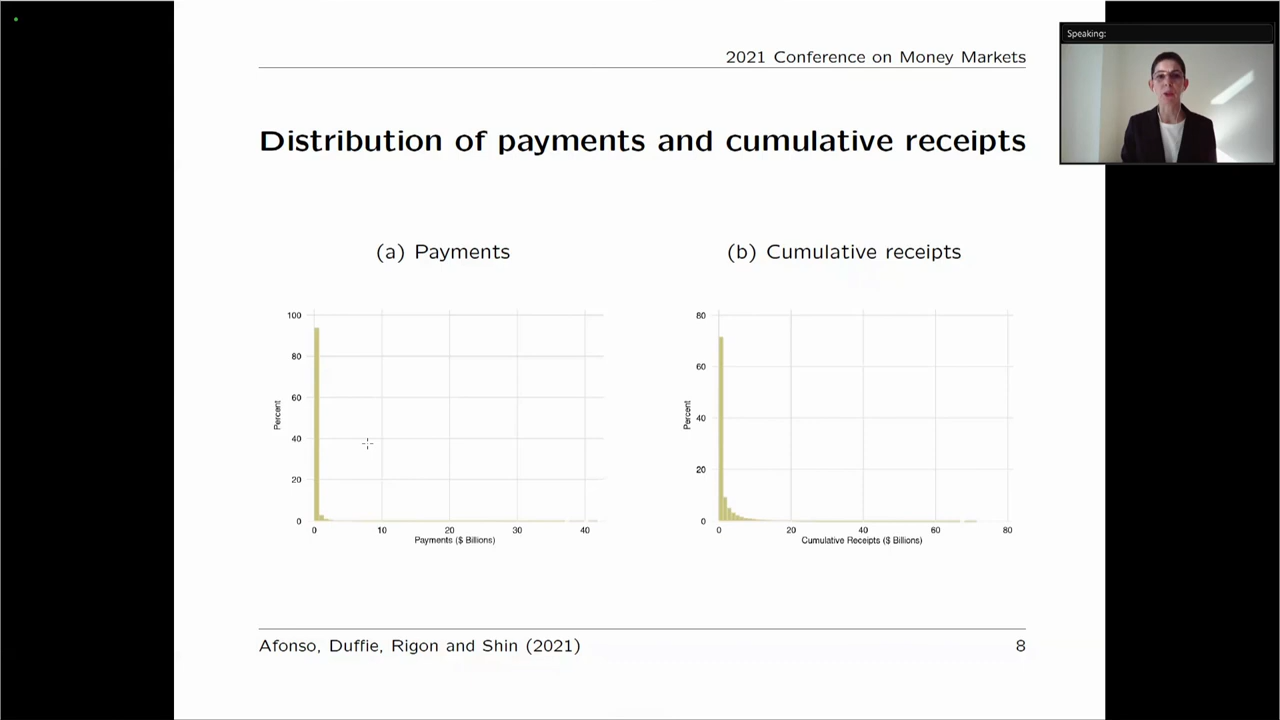 2021 Conference on Money Markets
Speaking:
Distribution of payments and cumulative receipts
(a) Payments
(b) Cumulative receipts
100
80
60
40
20
0
Percent
0
10
20
30
40
Payments ($ Billions)
80
60
40
20
0
Percent
0
20
40
60
80
Cumulative Receipts ($ Billions)
Afonso, Duffie, Rigon and Shin (2021)
8